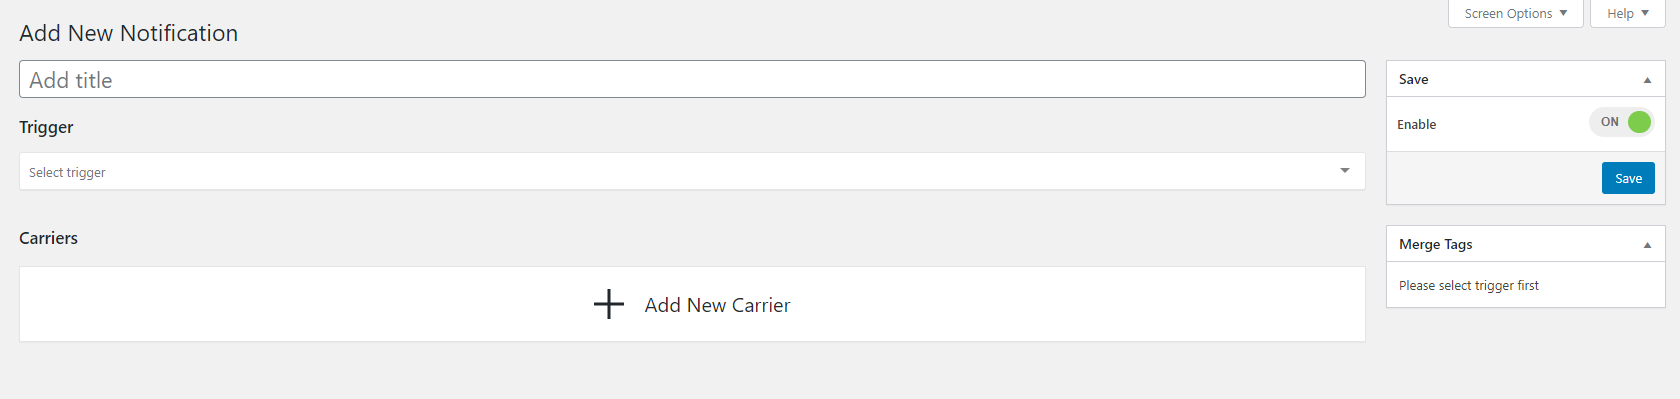 Screen Options
Help
Add New Notification
Add title
Trigger
Select trigger
Carriers
Add New Carrier
Save
Enable
ON
Save
Merge Tags
Please select trigger first